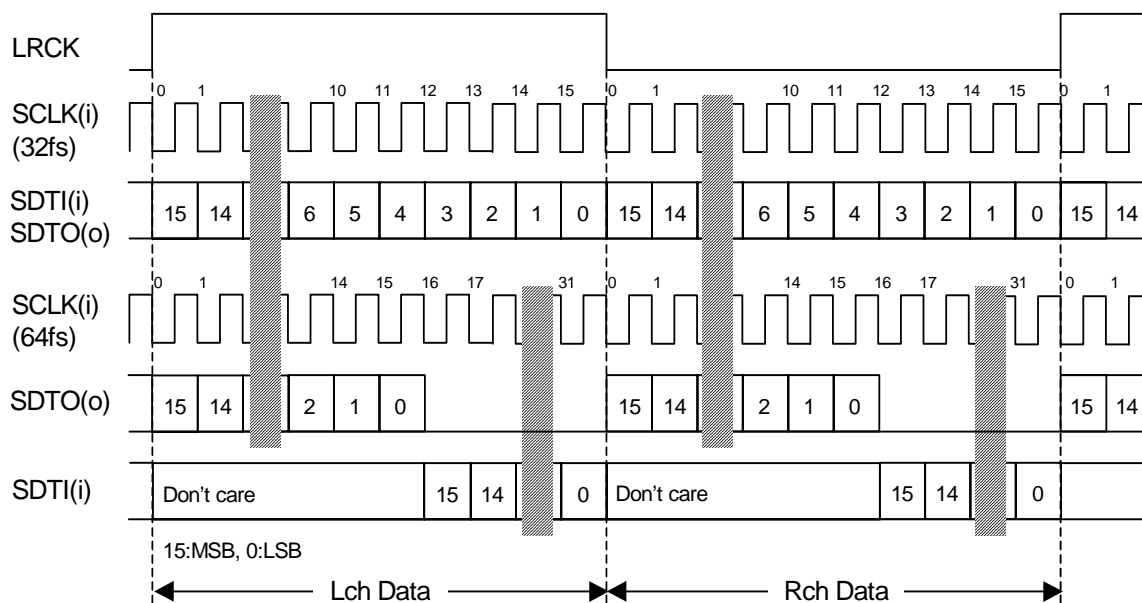 LRCK
0 1 10 11 12 13 14 15 0 1 10 11 12 13 14 15 0 1
SCLK(i)
(32fs)
SDTI(i)
SDTO(o)
15 14 6 5 4 3 2 1 0 15 14 6 5 4 3 2 1 0 15 14
0 1 14 15 16 17 31 0 1 14 15 16 17 31 0 1
SCLK(i)
(64fs)
SDTO(o)
15 14 2 1 0 15 14 2 1 0 15 14
SDTI(i)
Don't care 15 14 0 Don't care 15 14 0
15:MSB, 0:LSB
Lch Data Rch Data